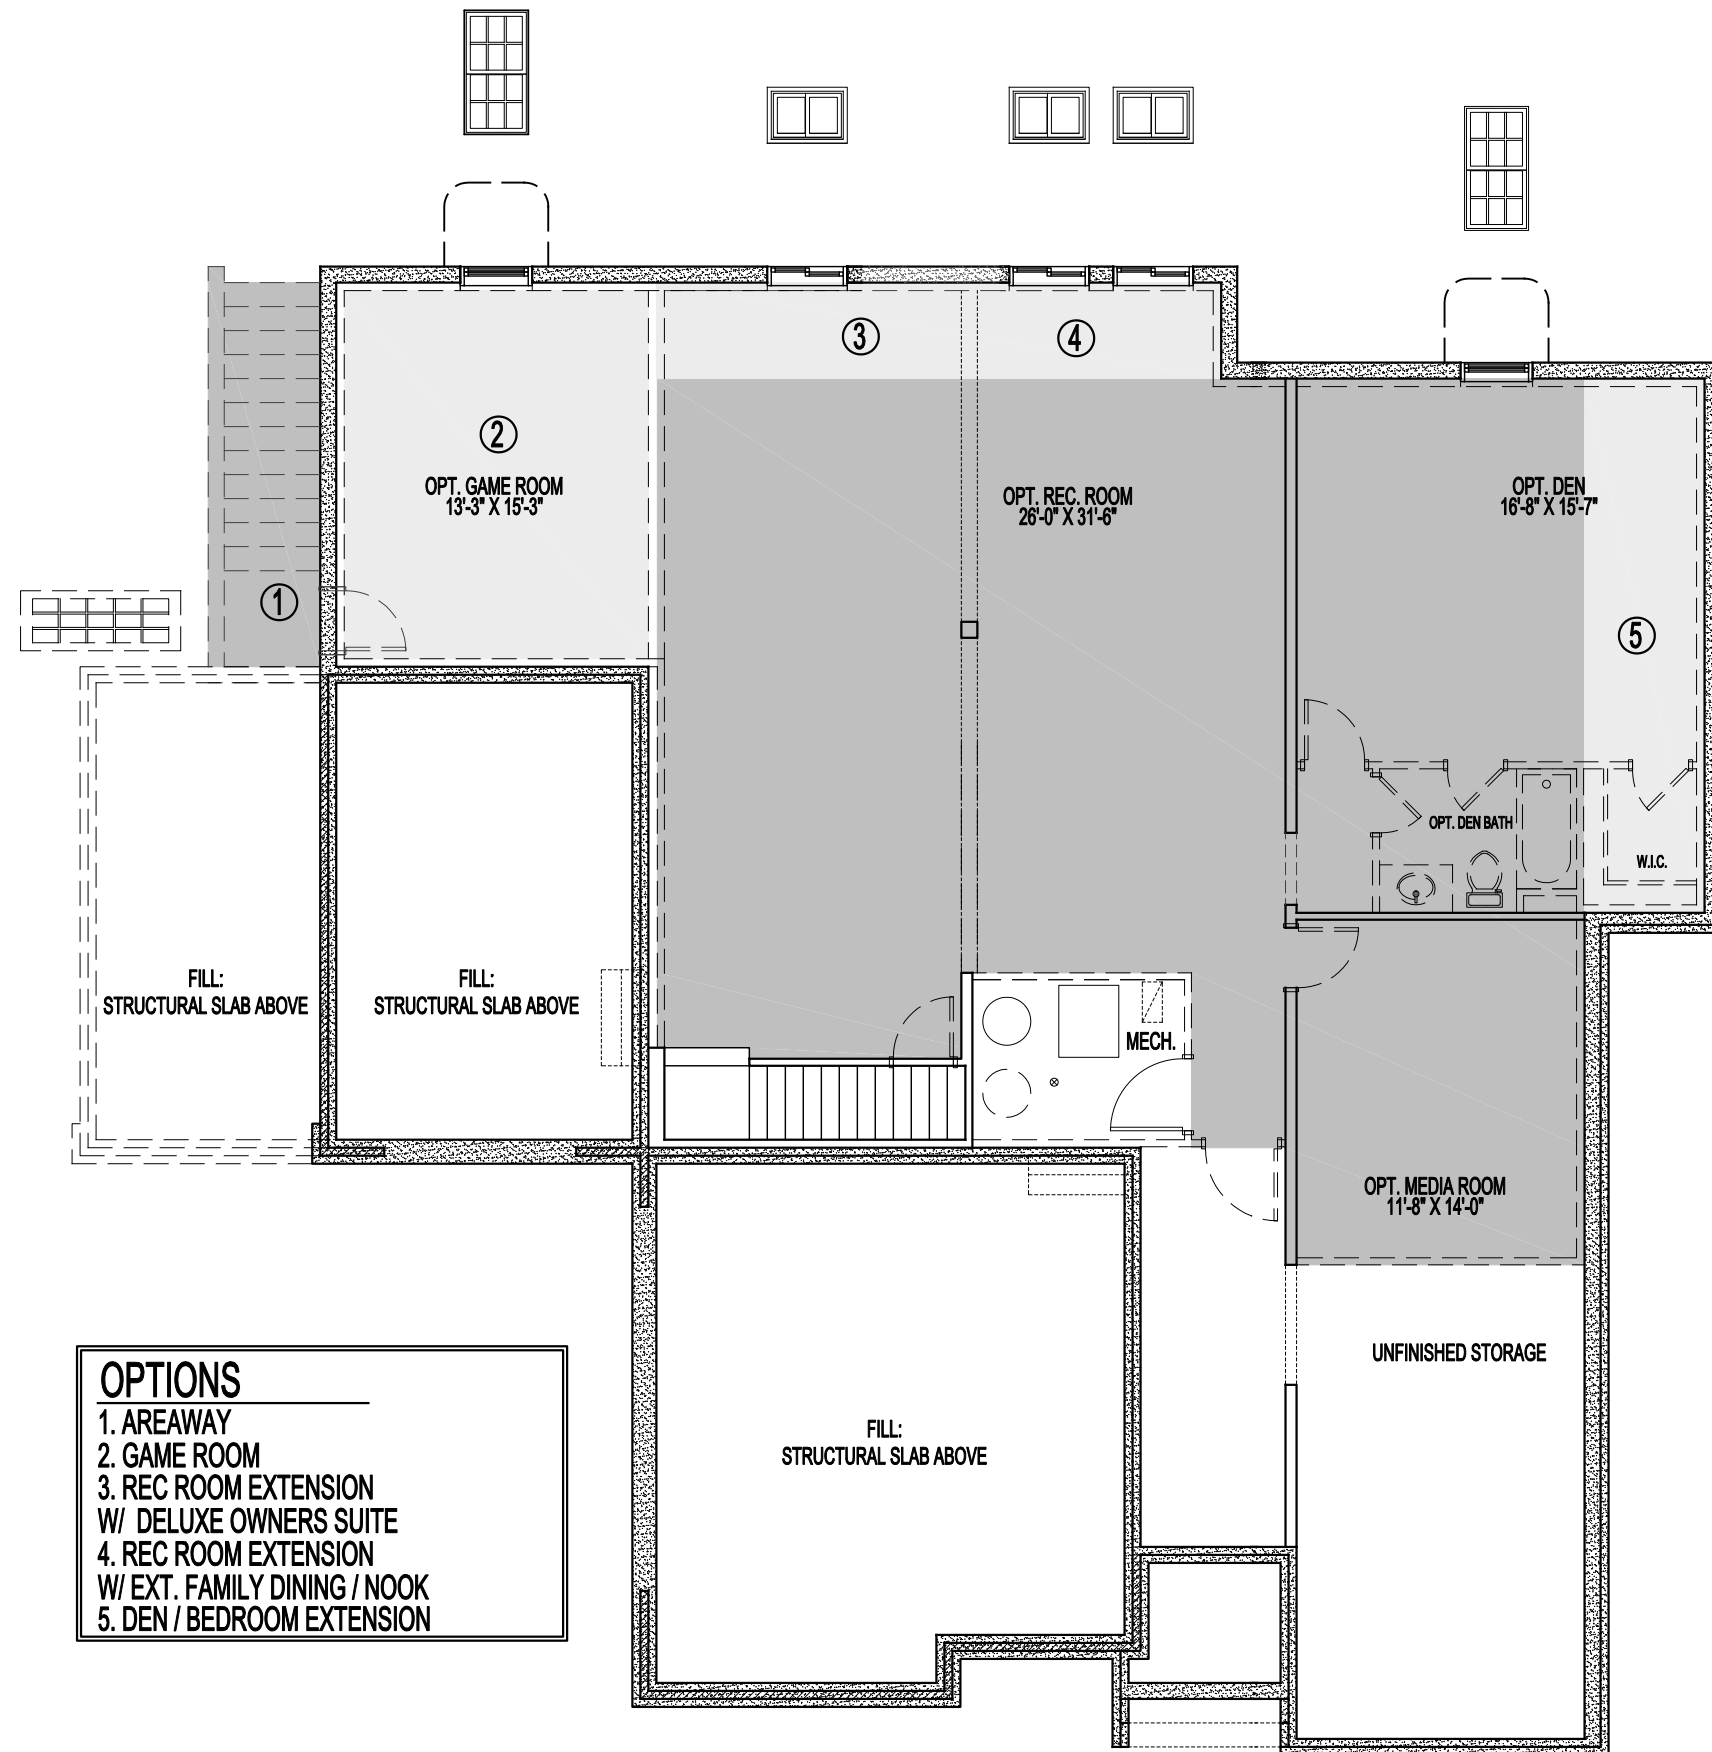 3
4
2
OPT. GAME ROOM
13'-3" X 15'-3"
OPT. REC. ROOM
26'-0" X 31'-6"
OPT. DEN
16'-8" X 15'-7"
1
5
OPT. DEN BATH
W.I.C.
FILL:
STRUCTURAL SLAB ABOVE
FILL:
STRUCTURAL SLAB ABOVE
MECH.
OPT. MEDIA ROOM
11'-8" X 14'-0"
UNFINISHED STORAGE
FILL:
STRUCTURAL SLAB ABOVE
OPTIONS
1. AREAWAY
2. GAME ROOM
3. REC ROOM EXTENSION
W/ DELUXE OWNERS SUITE
4. REC ROOM EXTENSION
W/ EXT. FAMILY DINING / NOOK
5. DEN / BEDROOM EXTENSION